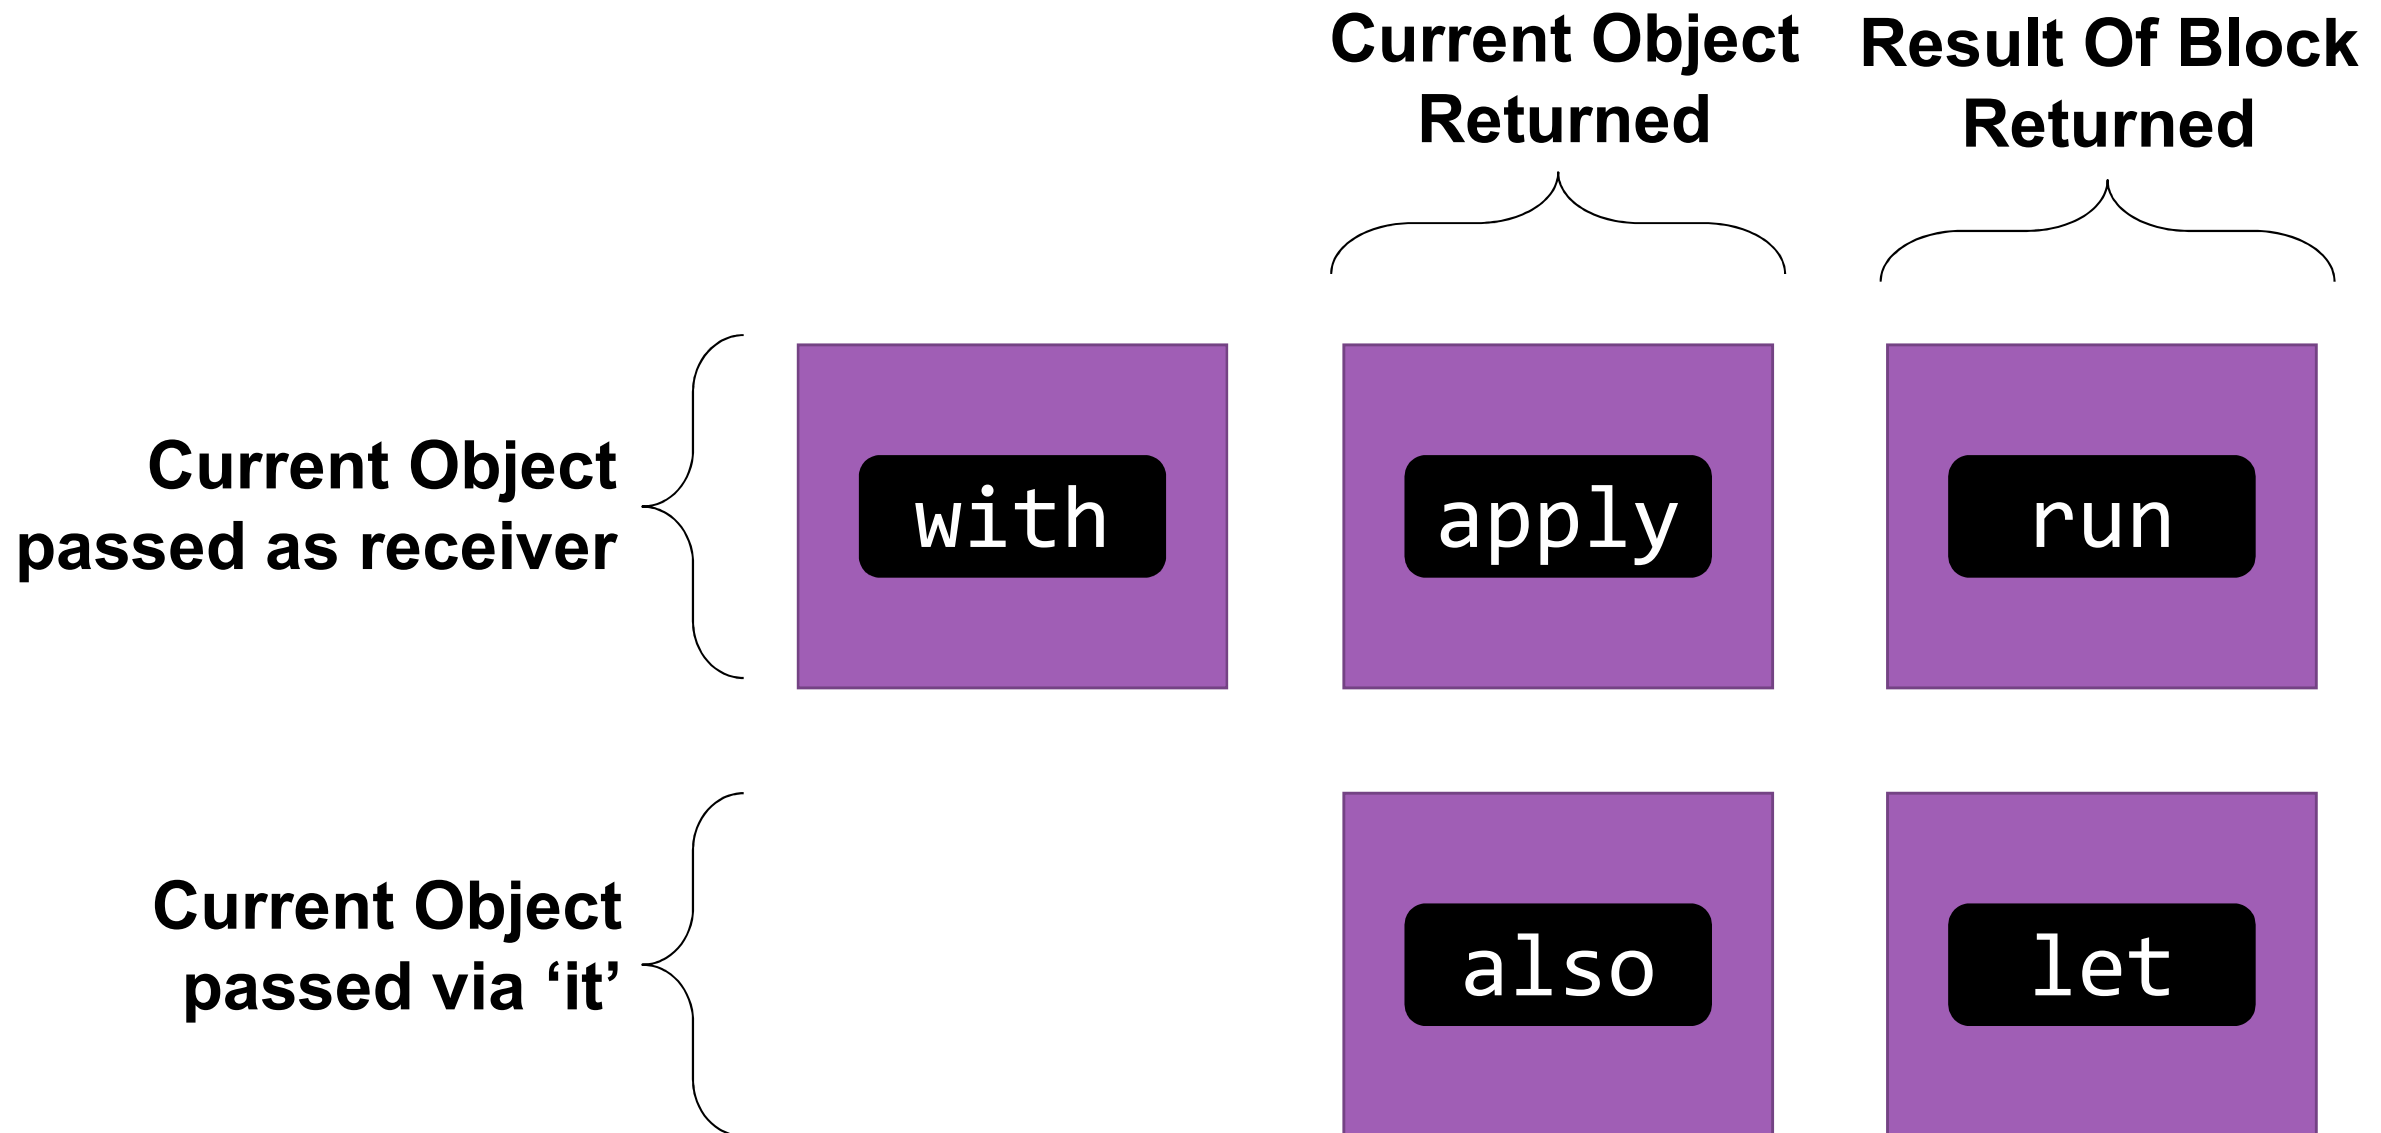 Current Object
Returned
Result Of Block
Returned
Current Object
passed as receiver
with
apply
run
Current Object
passed via ‘it’
also
let